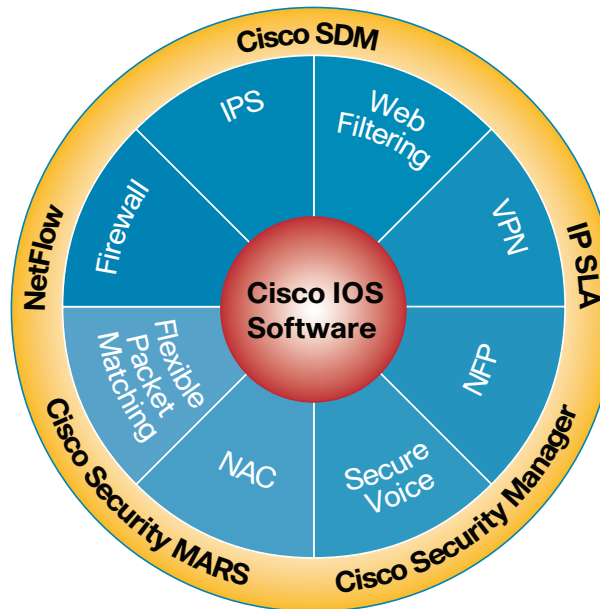 Cisco SDM
IPS
Web
Filtering
Firewall
VPN
NetFlow
IP SLA
Cisco IOS
Software
Flexible
Packet
Matching
NFP
NAC
Secure
Voice
Cisco Security MARS
Cisco Security Manager